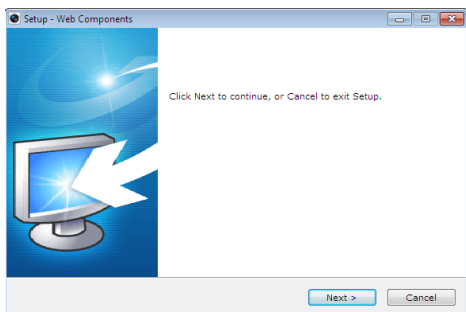 Setup - Web Components
Click Next to continue, or Cancel to exit Setup.
Next >
Cancel